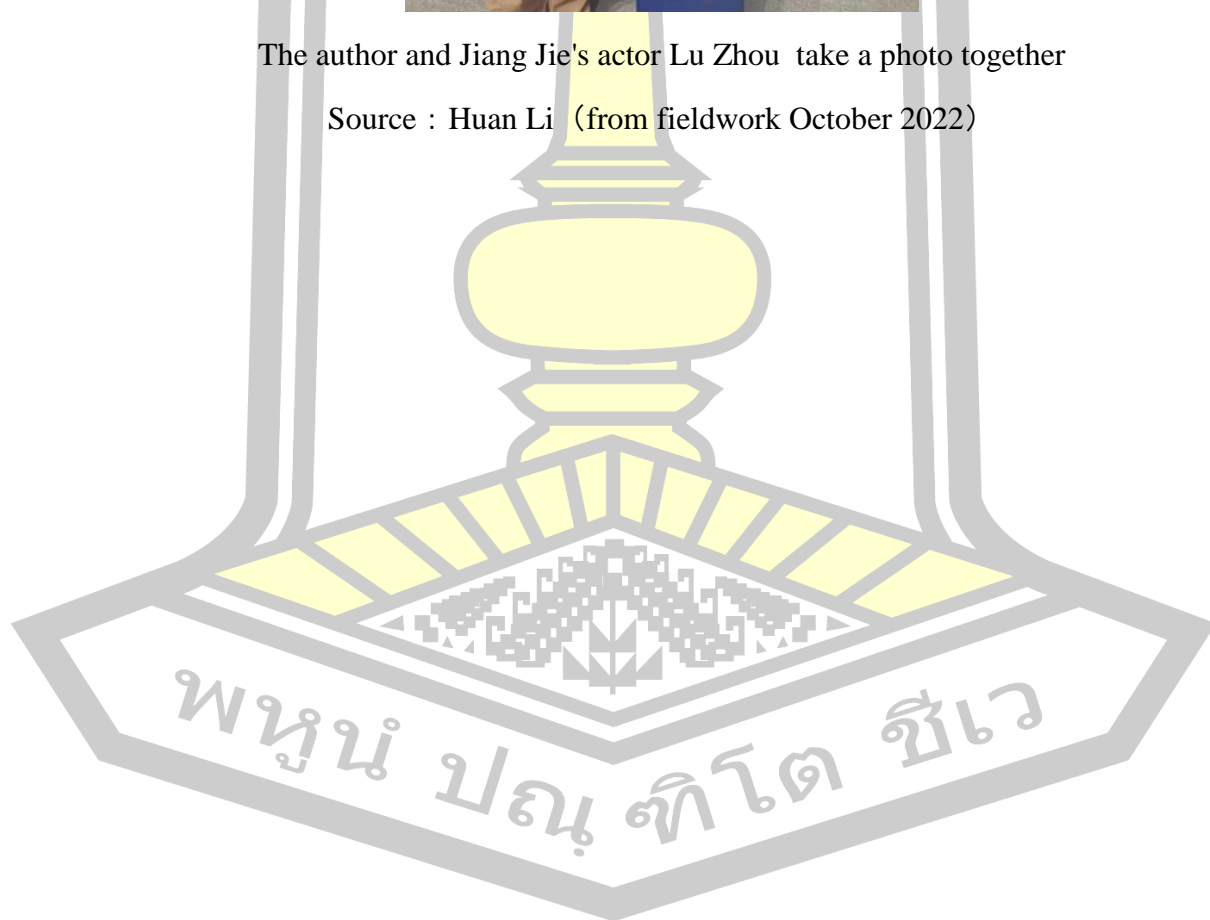 The author and Jiang Jie's actor Lu Zhou  take a photo together
Source：Huan Li（from fieldwork October 2022）
พหูนํ ปณฺฑิโต ชีเว